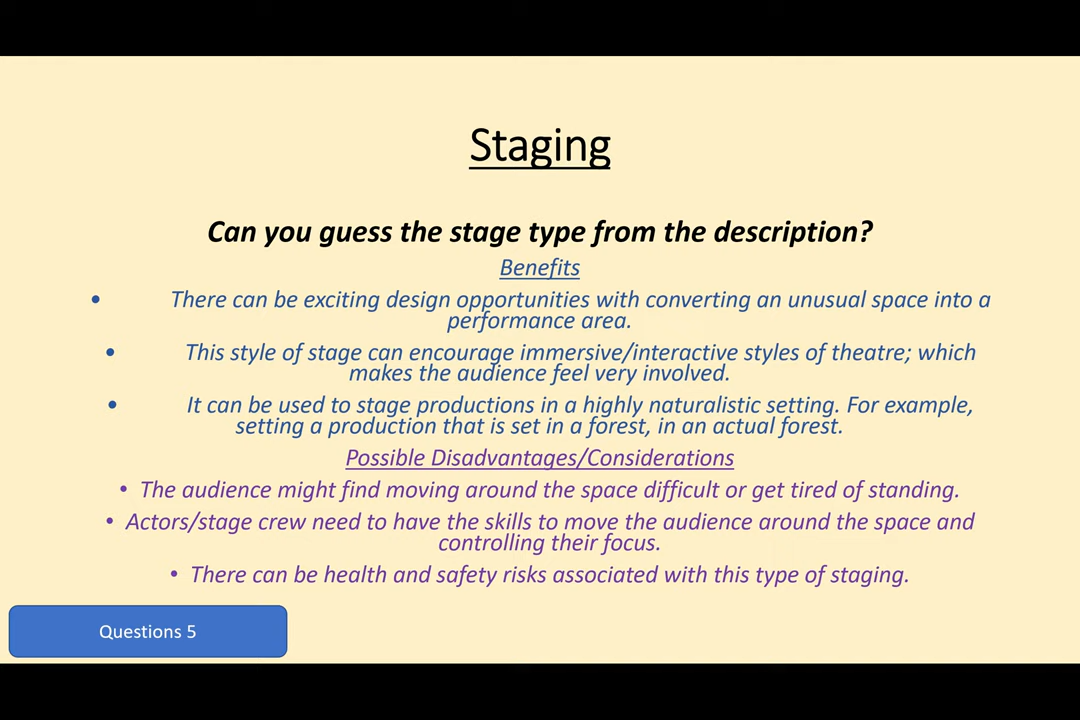 Staging
Can you guess the stage type from the description?
Benefits
• There can be exciting design opportunities with converting an unusual space into a
performance area.
• This style of stage can encourage immersive/interactive styles of theatre; which
makes the audience feel very involved.
• It can be used to stage productions in a highly naturalistic setting. For example,
setting a production that is set in a forest, in an actual forest.
Possible Disadvantages/Considerations
• The audience might find moving around the space difficult or get tired of standing.
• Actors/stage crew need to have the skills to move the audience around the space and
controlling their focus.
• There can be health and safety risks associated with this type of staging.
Questions 5